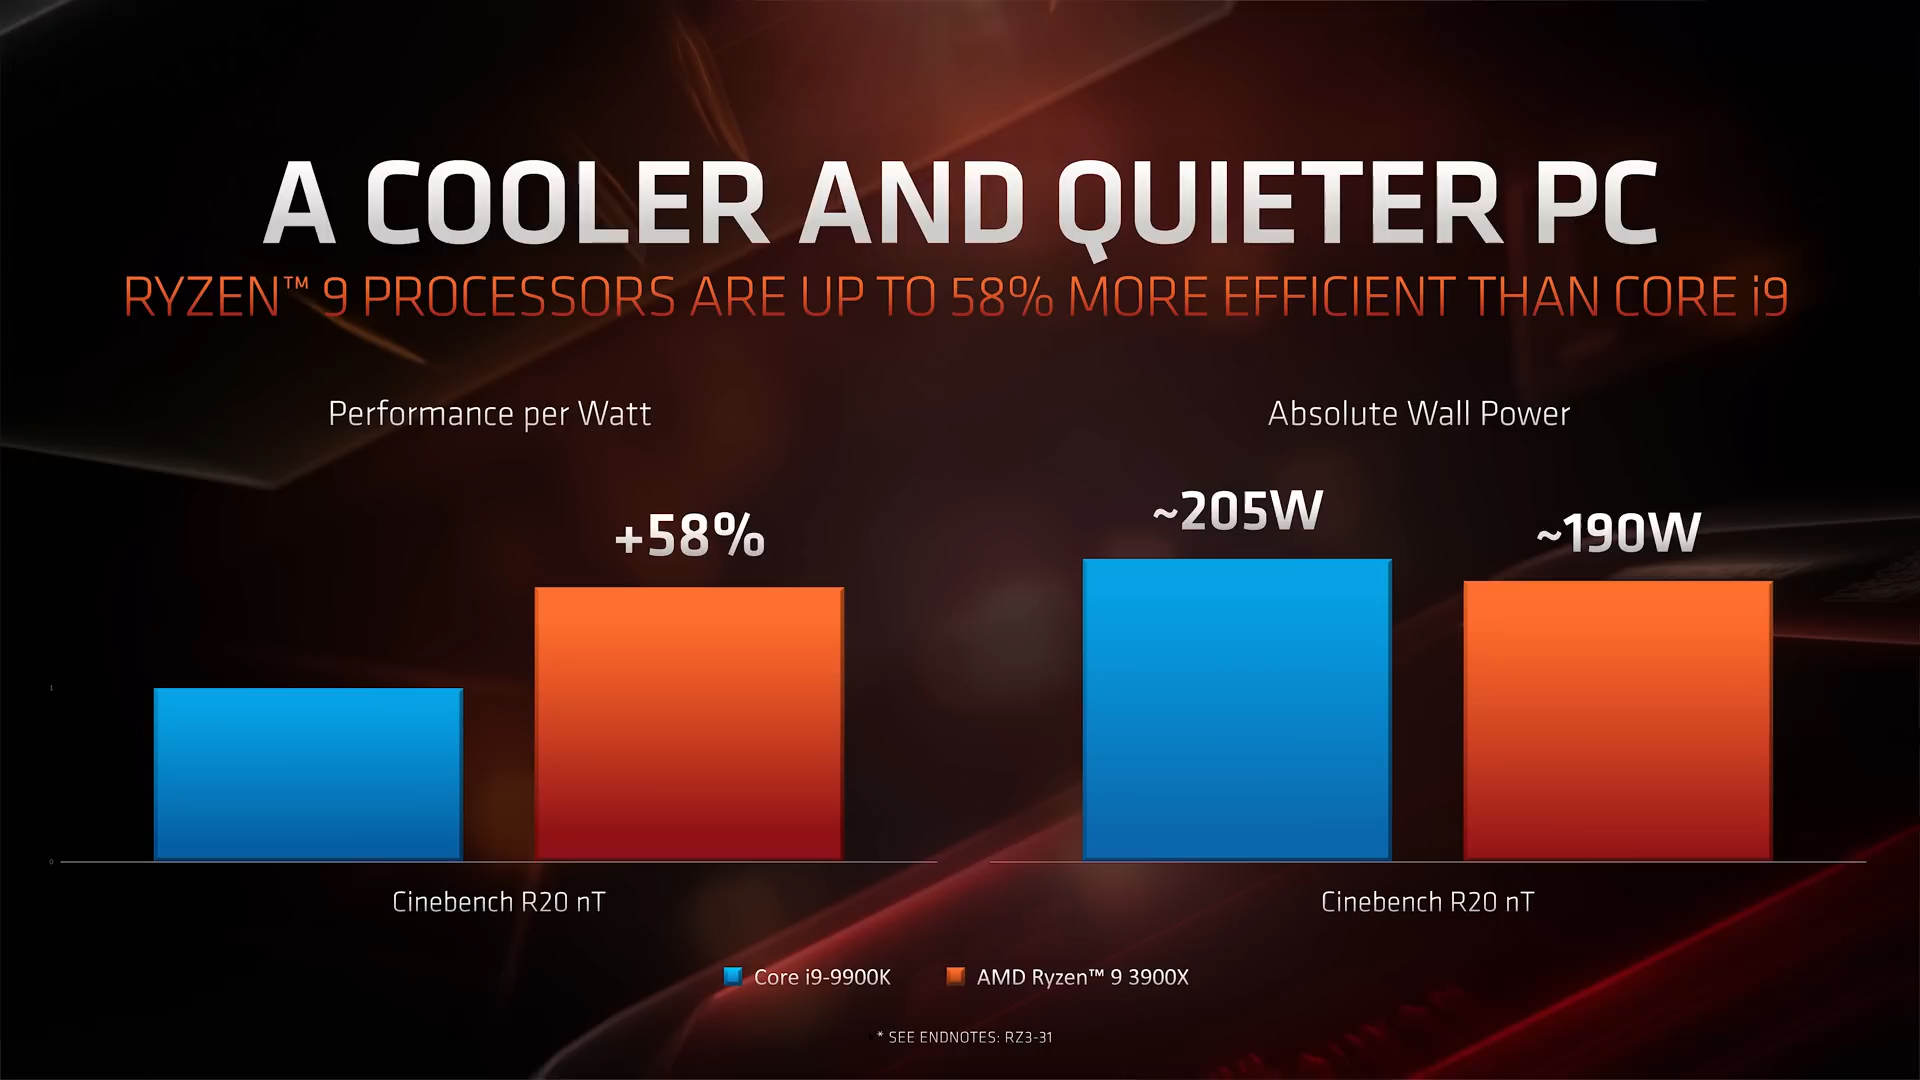 A COOLER AND QUIETER PC
RYZEN™ 9 PROCESSORS ARE UP TO 58% MORE EFFICIENT THAN CORE i9
Performance per Watt
+58%
1
0
Cinebench R20 nT
Absolute Wall Power
~205W
~190W
Cinebench R20 nT
Core i9-9900K
AMD Ryzen™ 9 3900X
* SEE ENDNOTES: RZ3-31